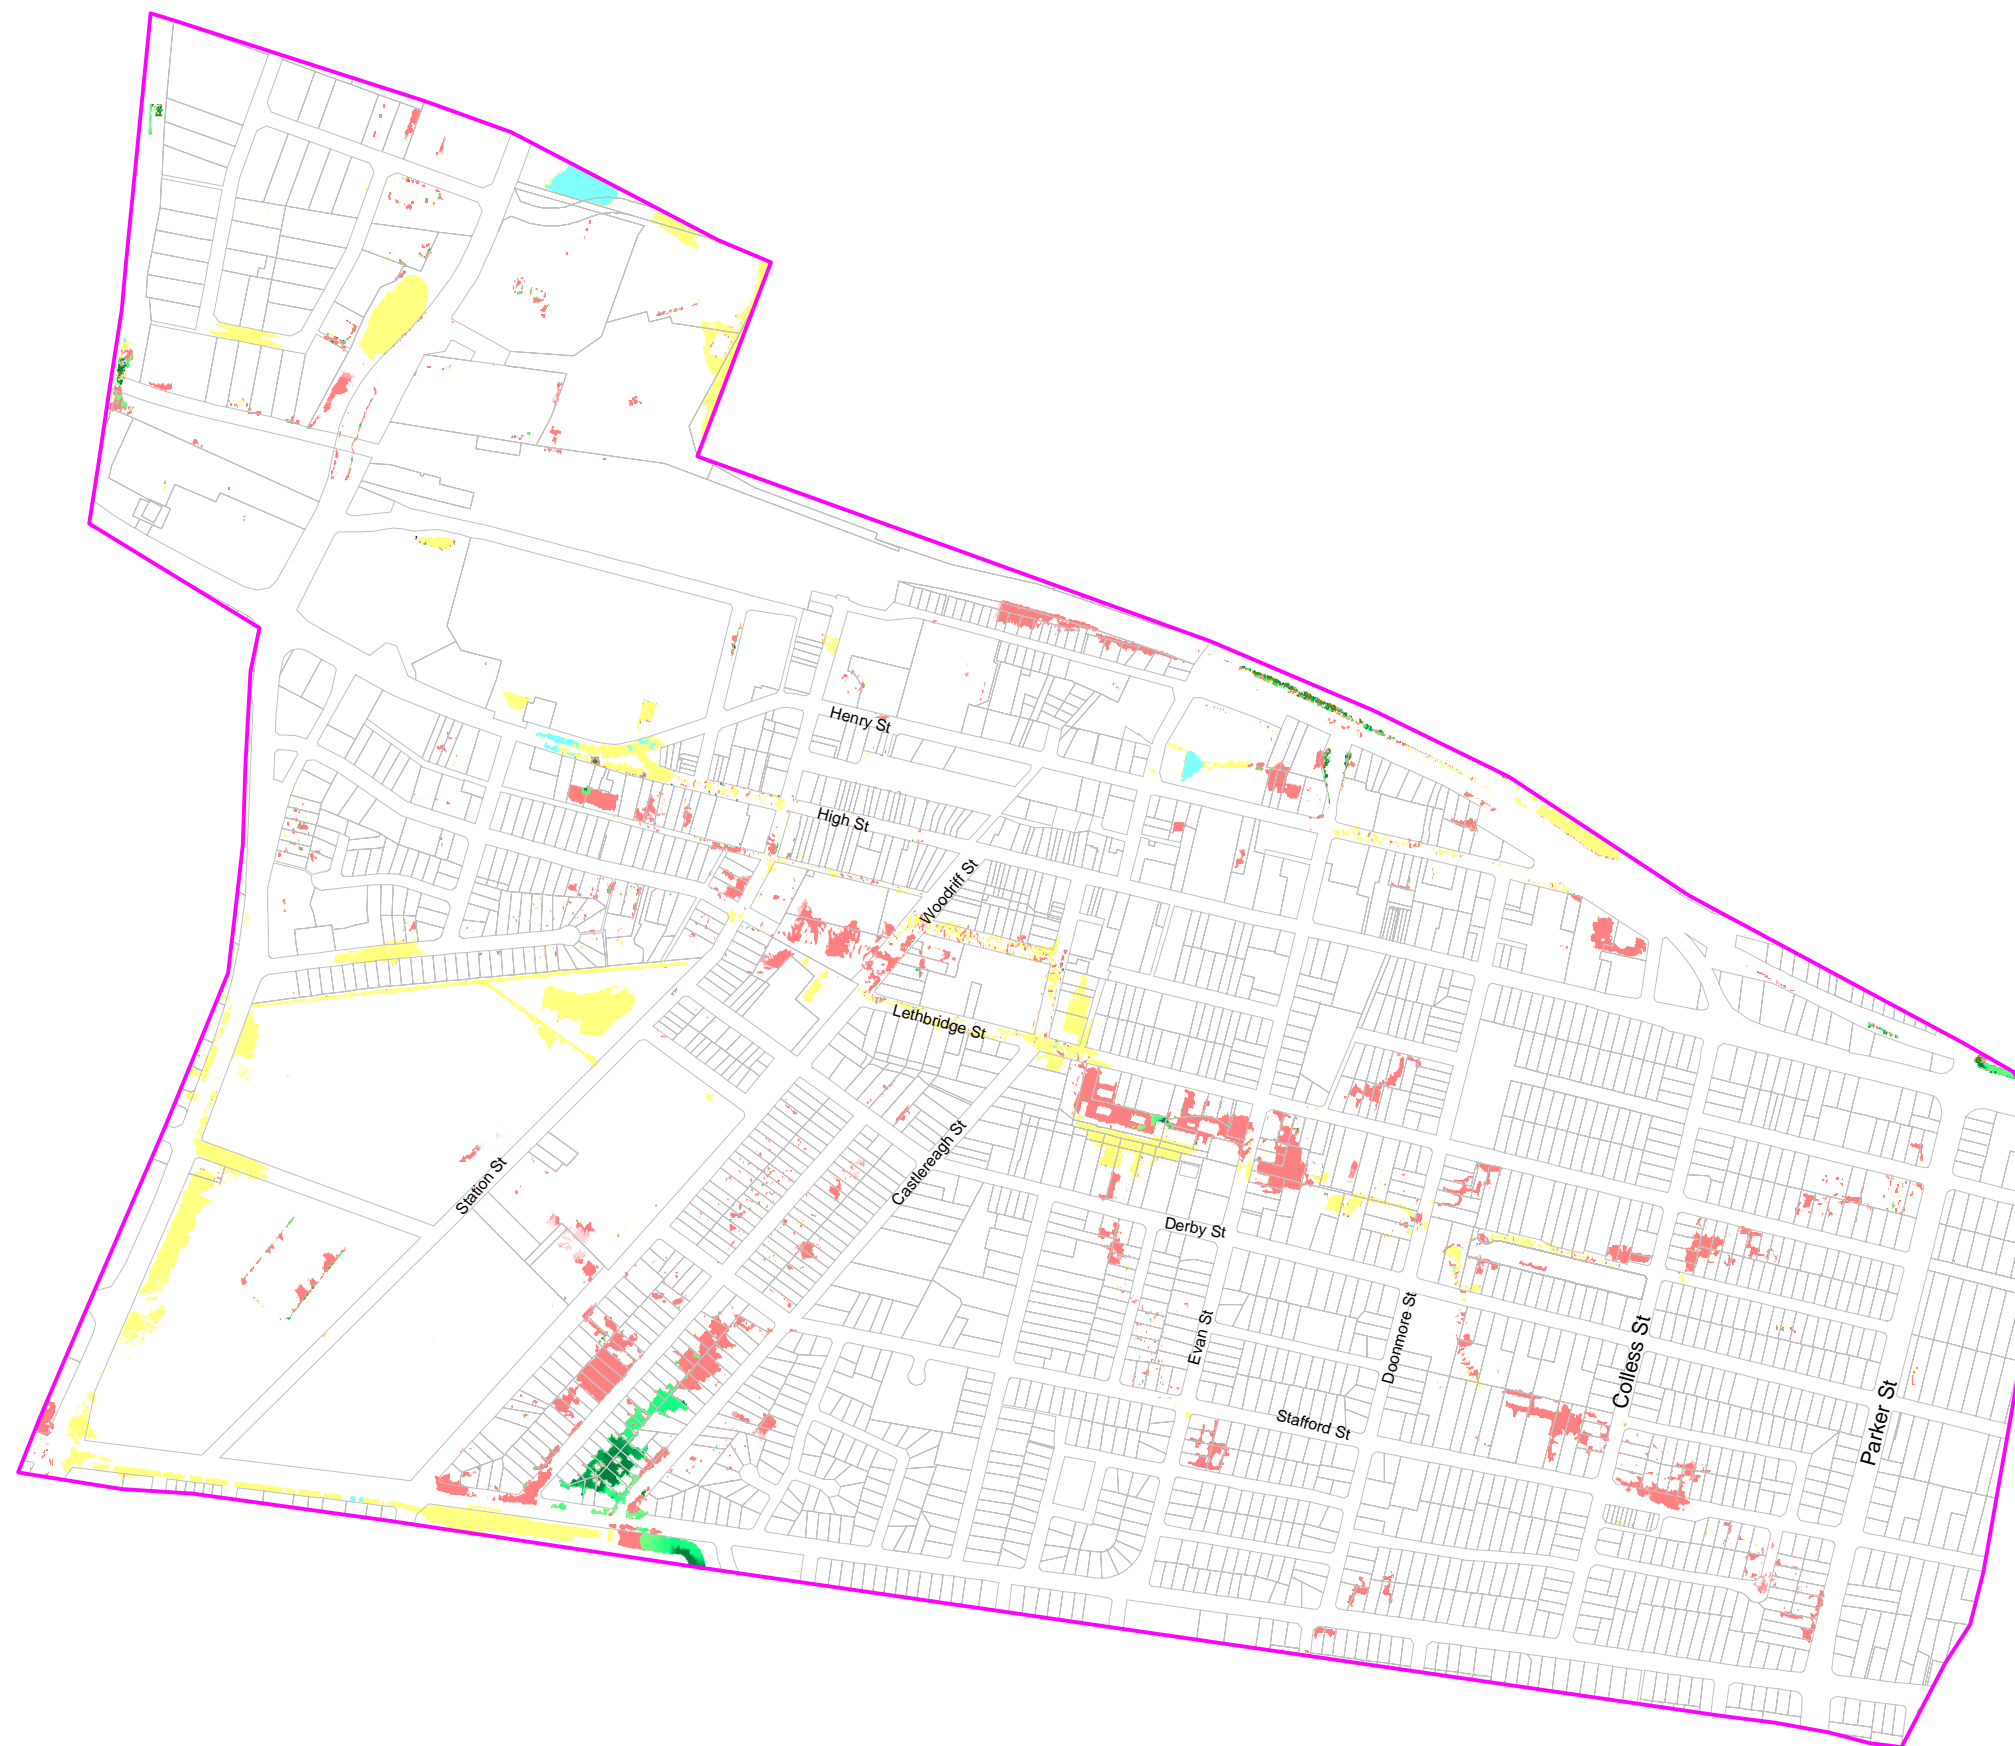 Henry St
High St
Woodriff St
Lethbridge St
Castlereagh St
Station St
Derby St
Evan St
Doonmore St
Colless St
Parker St
Stafford St